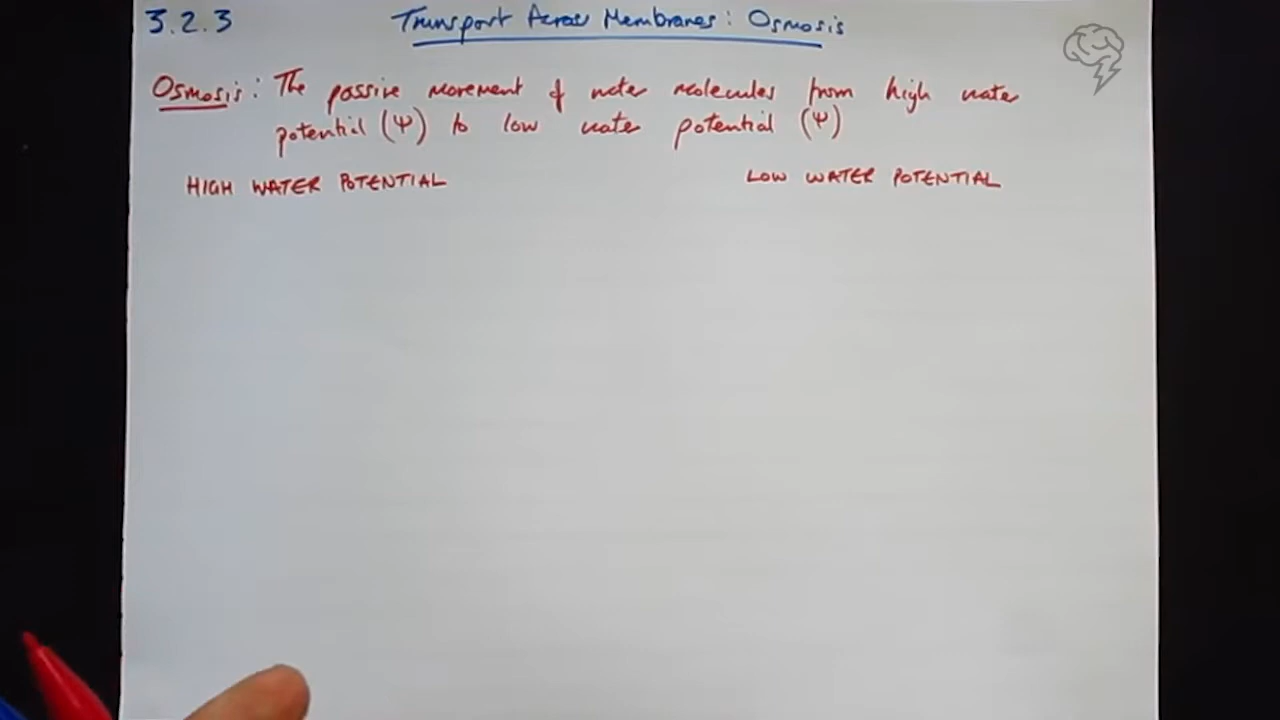 3.2.3 Transport Across Membranes: Osmosis
Osmosis: The passive movement of water molecules from high water
potential (Ψ) to low water potential (Ψ)
HIGH WATER POTENTIAL LOW WATER POTENTIAL